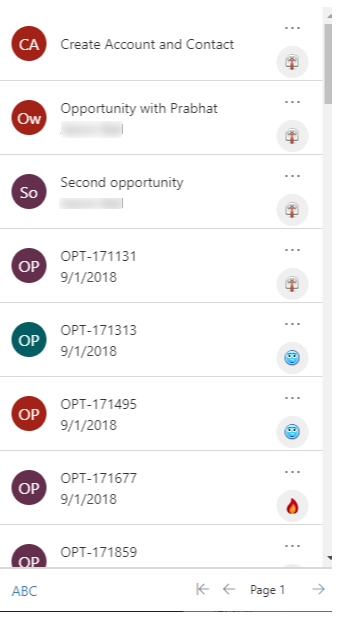 CA Create Account and Contact
Ow Opportunity with Prabhat
So Second opportunity
OP OPT-171131
9/1/2018
OP OPT-171313
9/1/2018
OP OPT-171495
9/1/2018
OP OPT-171677
9/1/2018
OP OPT-171859
ABC Page 1